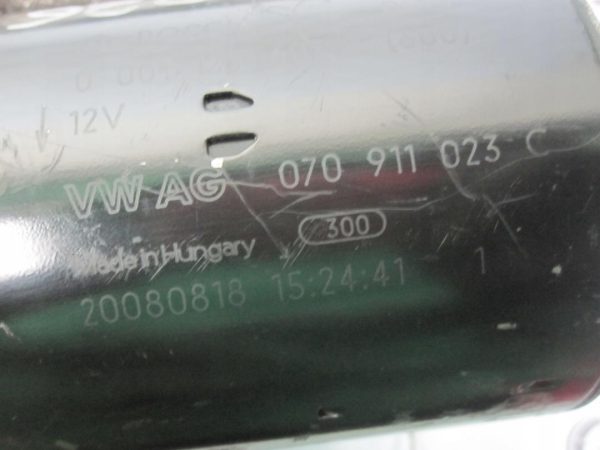 12V
VW AG 070 911 023 C
300
Made in Hungary
20080818 15:24:41 - 1